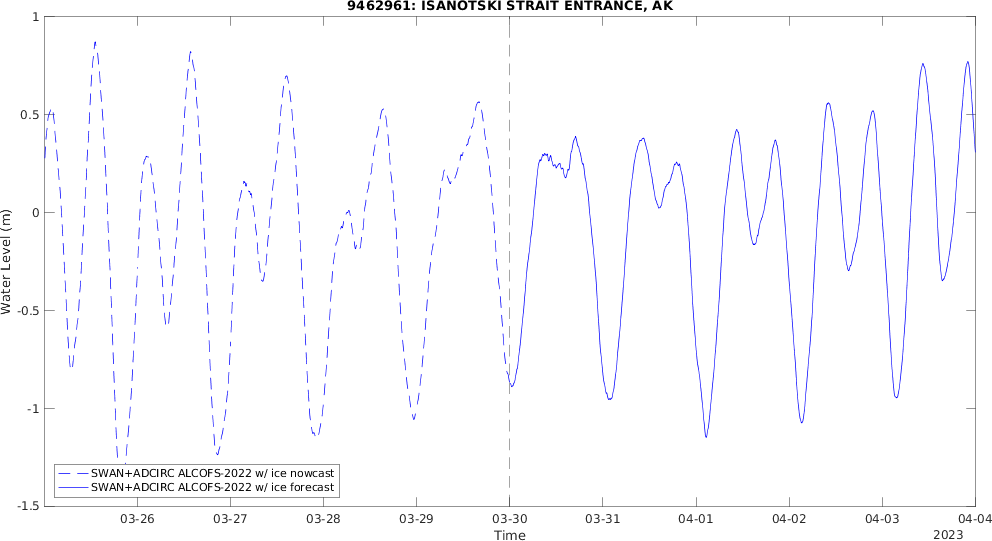 9462961: ISANOTSKI STRAIT ENTRANCE, AK
1
0.5
0
-0.5
-1
-1.5
Water Level (m)
SWAN+ADCIRC ALCOFS-2022 w/ ice nowcast
SWAN+ADCIRC ALCOFS-2022 w/ ice forecast
03-26 03-27 03-28 03-29 03-30 03-31 04-01 04-02 04-03 04-04
Time
2023